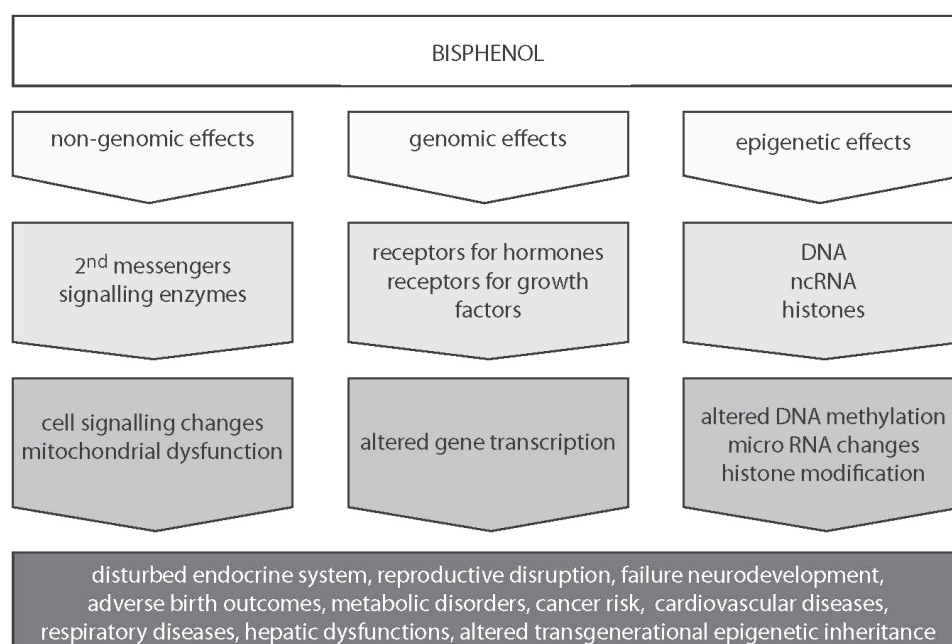 BISPHENOL
non-genomic effects
genomic effects
epigenetic effects
2nd messengers
signalling enzymes
receptors for hormones
receptors for growth
factors
DNA
ncRNA
histones
cell signalling changes
mitochondrial dysfunction
altered gene transcription
altered DNA methylation
micro RNA changes
histone modification
disturbed endocrine system, reproductive disruption, failure neurodevelopment,
adverse birth outcomes, metabolic disorders, cancer risk, cardiovascular diseases,
respiratory diseases, hepatic dysfunctions, altered transgenerational epigenetic inheritance